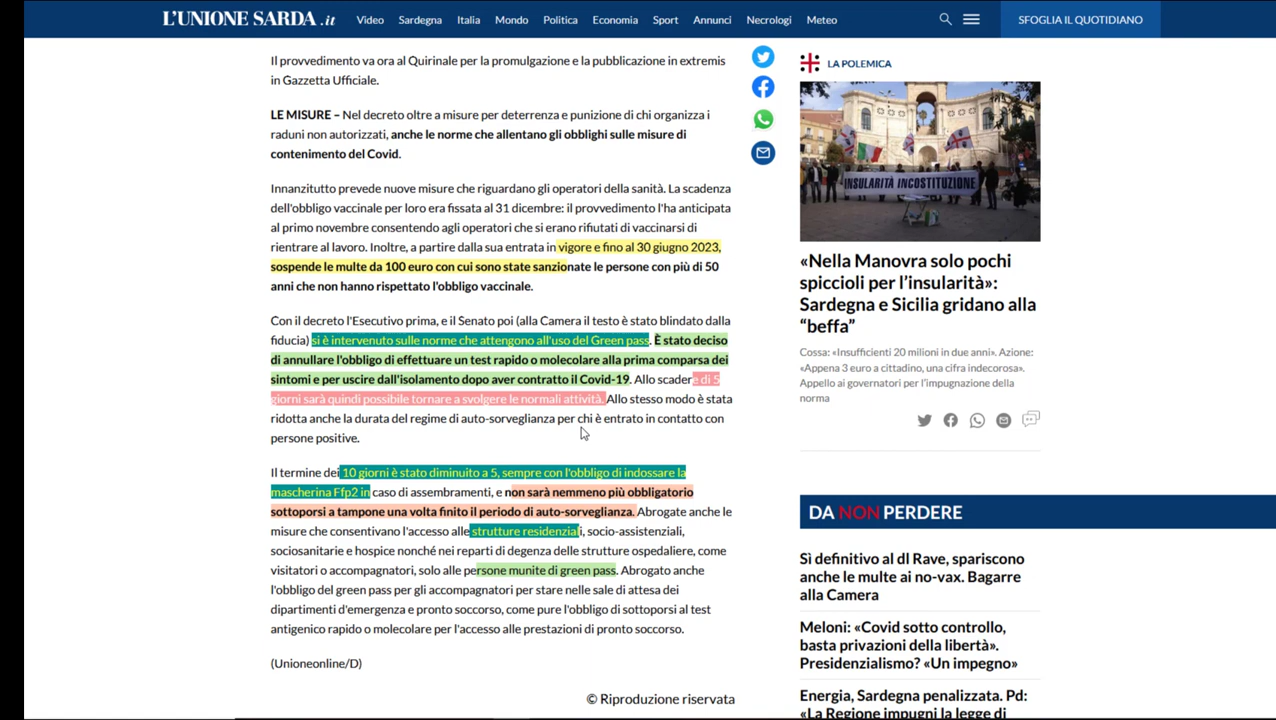 L'UNIONE SARDA.it Video Sardegna Italia Mondo Politica Economia Sport Annunci Necrologi Meteo SFOGLIA IL QUOTIDIANO
Il provvedimento va ora al Quirinale per la promulgazione e la pubblicazione in extremis
in Gazzetta Ufficiale.
LE MISURE – Nel decreto oltre a misure per deterrenza e punizione di chi organizza i
raduni non autorizzati, anche le norme che allentano gli obblighi sulle misure di
contenimento del Covid.
Innanzitutto prevede nuove misure che riguardano gli operatori della sanità. La scadenza
dell'obbligo vaccinale per loro era fissata al 31 dicembre: il provvedimento l'ha anticipata
al primo novembre consentendo agli operatori che si erano rifiutati di vaccinarsi di
rientrare al lavoro. Inoltre, a partire dalla sua entrata in vigore e fino al 30 giugno 2023,
sospende le multe da 100 euro con cui sono state sanzionate le persone con più di 50
anni che non hanno rispettato l'obbligo vaccinale.
Con il decreto l'Esecutivo prima, e il Senato poi (alla Camera il testo è stato blindato dalla
fiducia) si è intervenuto sulle norme che attengono all'uso del Green pass. È stato deciso
di annullare l'obbligo di effettuare un test rapido o molecolare alla prima comparsa dei
sintomi e per uscire dall'isolamento dopo aver contratto il Covid-19. Allo scadere di 5
giorni sarà quindi possibile tornare a svolgere le normali attività. Allo stesso modo è stata
ridotta anche la durata del regime di auto-sorveglianza per chi è entrato in contatto con
persone positive.
Il termine dei 10 giorni è stato diminuito a 5, sempre con l'obbligo di indossare la
mascherina Ffp2 in caso di assembramenti, e non sarà nemmeno più obbligatorio
sottoporsi a tampone una volta finito il periodo di auto-sorveglianza. Abrogate anche le
misure che consentivano l'accesso alle strutture residenziali, socio-assistenziali,
sociosanitarie e hospice nonché nei reparti di degenza delle strutture ospedaliere, come
visitatori o accompagnatori, solo alle persone munite di green pass. Abrogato anche
l'obbligo del green pass per gli accompagnatori per stare nelle sale di attesa dei
dipartimenti d'emergenza e pronto soccorso, come pure l'obbligo di sottoporsi al test
antigenico rapido o molecolare per l'accesso alle prestazioni di pronto soccorso.
(Unioneonline/D)
© Riproduzione riservata
LA POLEMICA
INSULARITÀ INCOSTITUZIONE
«Nella Manovra solo pochi
spiccioli per l'insularità»:
Sardegna e Sicilia gridano alla
“beffa”
Cossa: «Insufficienti 20 milioni in due anni». Azione:
«Appena 3 euro a cittadino, una cifra indecorosa».
Appello ai governatori per l'impugnazione della
norma
DA NON PERDERE
Sì definitivo al dl Rave, spariscono
anche le multe ai no-vax. Bagarre
alla Camera
Meloni: «Covid sotto controllo,
basta privazioni della libertà».
Presidenzialismo? «Un impegno»
Energia, Sardegna penalizzata. Pd:
«La Regione impugni la legge di